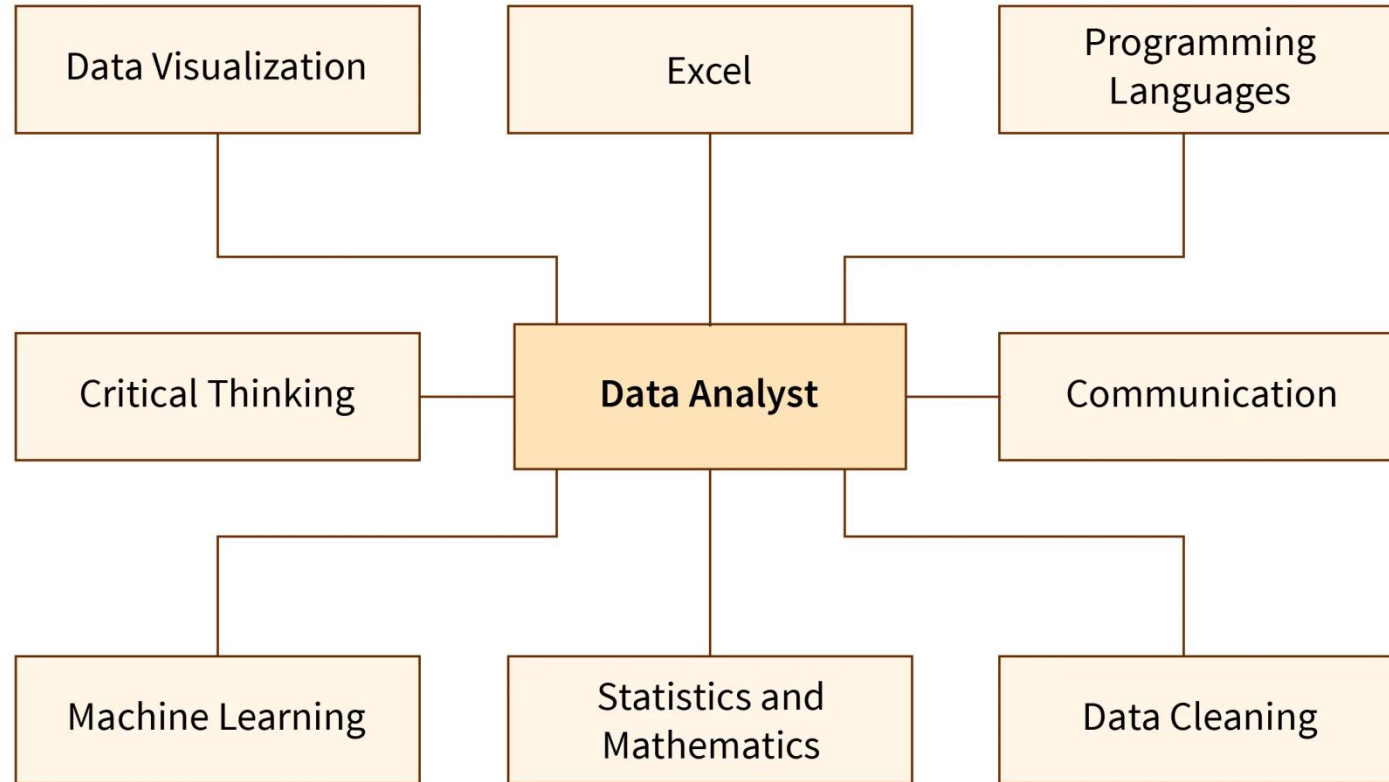 Data Visualization
Excel
Programming
Languages
Critical Thinking
Data Analyst
Communication
Machine Learning
Statistics and
Mathematics
Data Cleaning